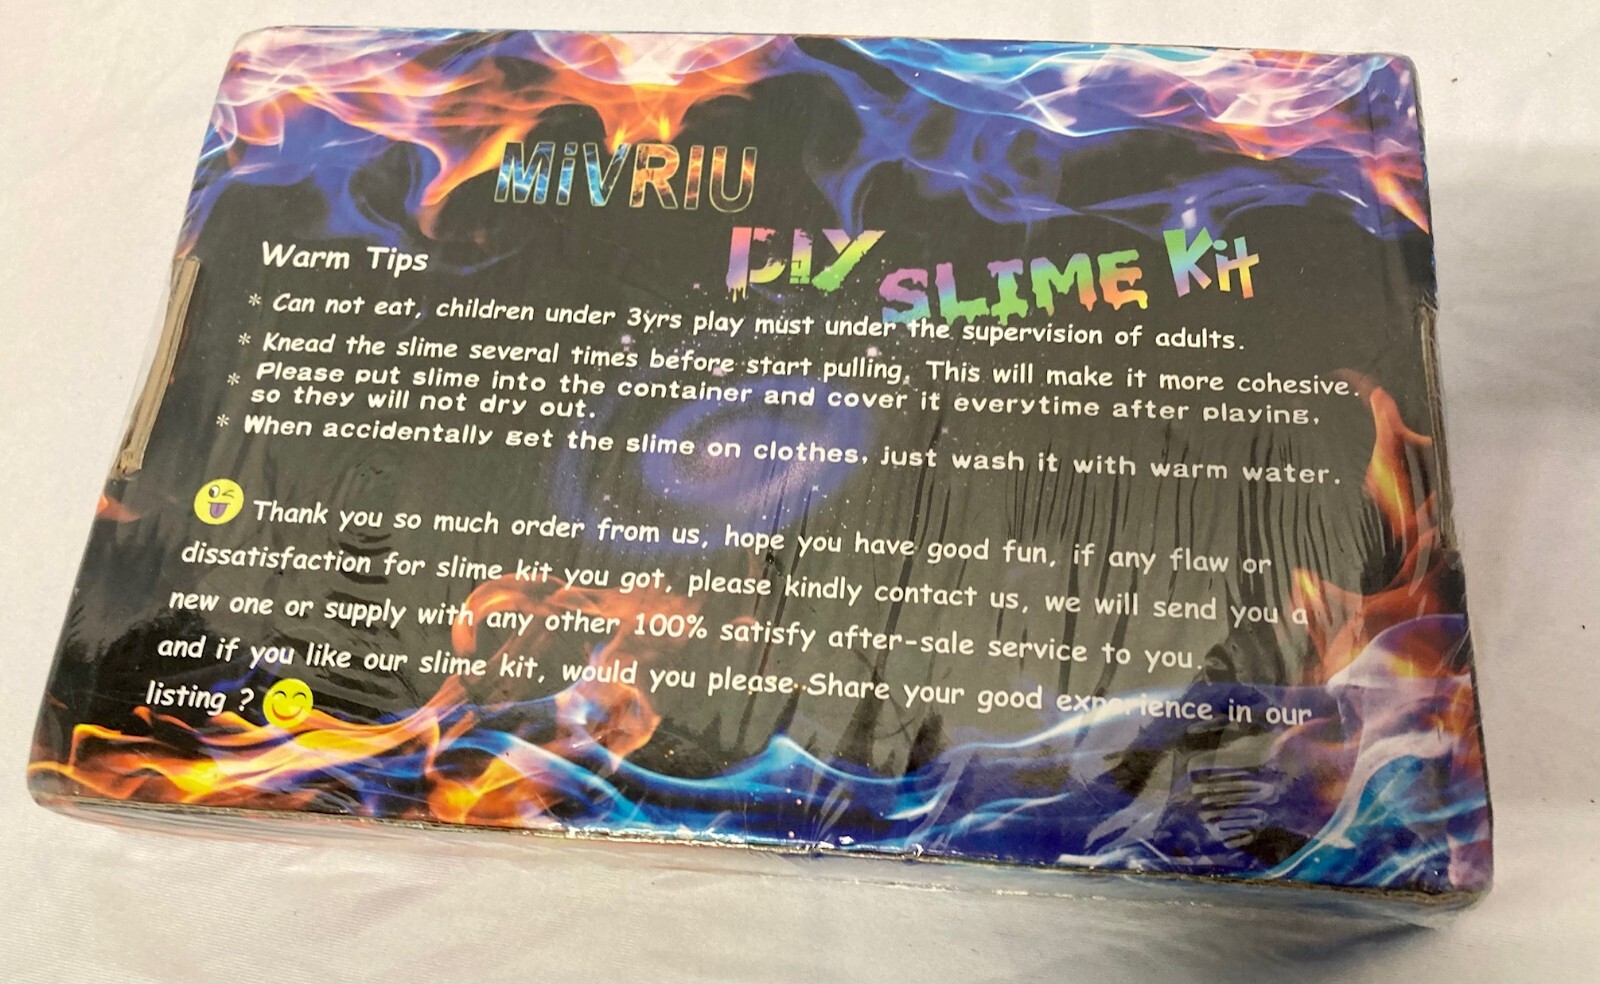 MiVRIU
DIY SLIME Kit
Warm Tips
* Can not eat, children under 3yrs play must under the supervision of adults.
* Knead the slime several times before start pulling, This will make it more cohesive.
* Please put slime into the container and cover it everytime after playing,
so they will not dry out.
* When accidentally get the slime on clothes, just wash it with warm water.
Thank you so much order from us, hope you have good fun, if any flaw or
dissatisfaction for slime kit you got, please kindly contact us, we will send you a
new one or supply with any other 100% satisfy after-sale service to you.
and if you like our slime kit, would you please Share your good experience in our
listing ?